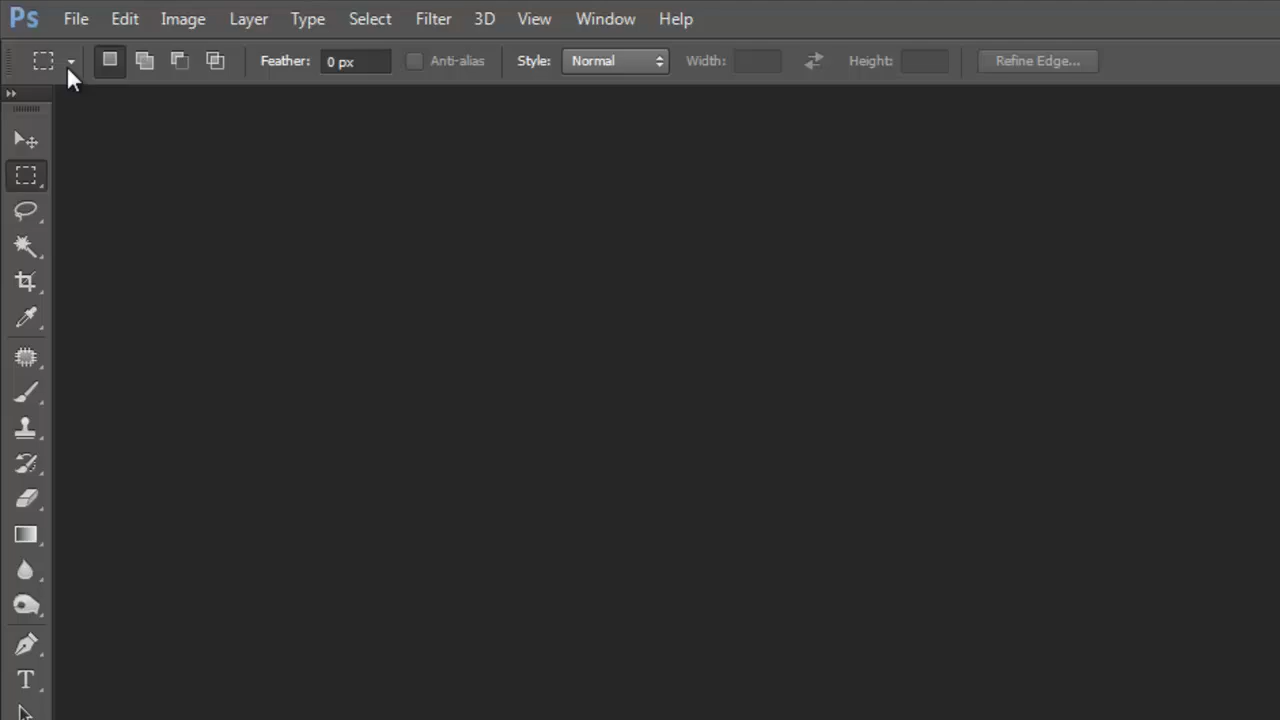 Ps File Edit Image Layer Type Select Filter 3D View Window Help
Feather: 0 px Anti-alias Style: Normal Width: Height: Refine Edge...
T